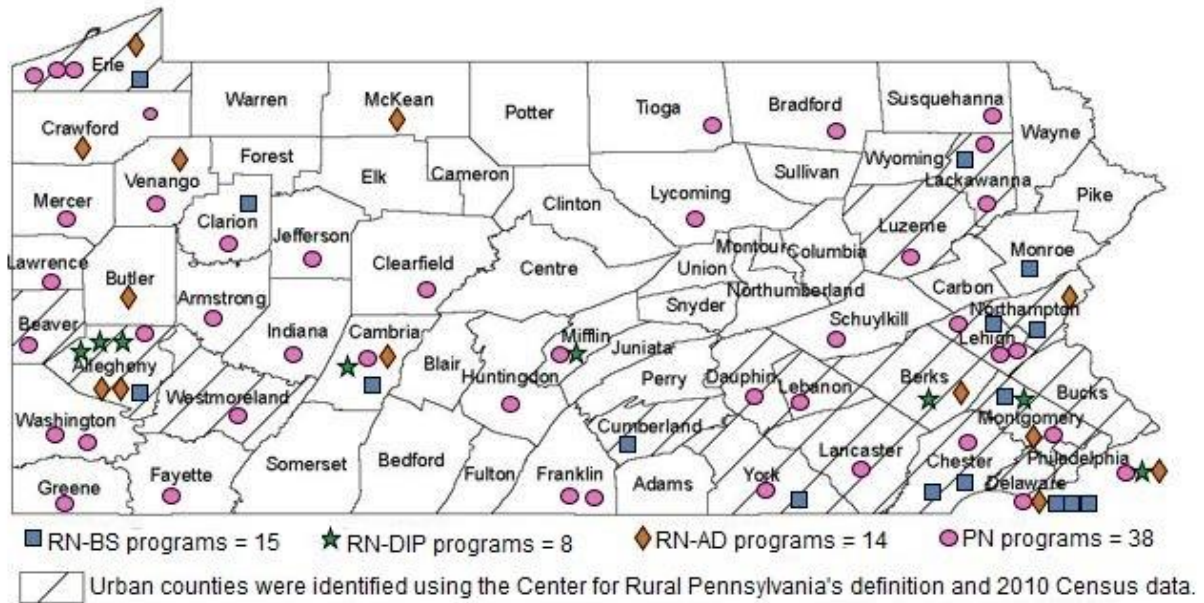 Erie
Warren
McKean
Potter
Tioga
Bradford
Susquehanna
Wayne
Crawford
Forest
Wyoming
Sullivan
Lackawanna
Pike
Venango
Elk
Cameron
Lycoming
Mercer
Clinton
Clarion
Luzerne
Jefferson
Monroe
Montour
Columbia
Lawrence
Clearfield
Centre
Union
Butler
Carbon
Northumberland
Armstrong
Snyder
Northampton
Beaver
Indiana
Cambria
Mifflin
Schuylkill
Lehigh
Allegheny
Blair
Juniata
Huntingdon
Perry
Dauphin
Lebanon
Berks
Bucks
Westmoreland
Montgomery
Washington
Cumberland
Lancaster
Philadelphia
Chester
Somerset
Bedford
Fulton
Franklin
Adams
York
Delaware
Greene
Fayette
RN-BS programs = 15
RN-DIP programs = 8
RN-AD programs = 14
PN programs = 38
Urban counties were identified using the Center for Rural Pennsylvania's definition and 2010 Census data.